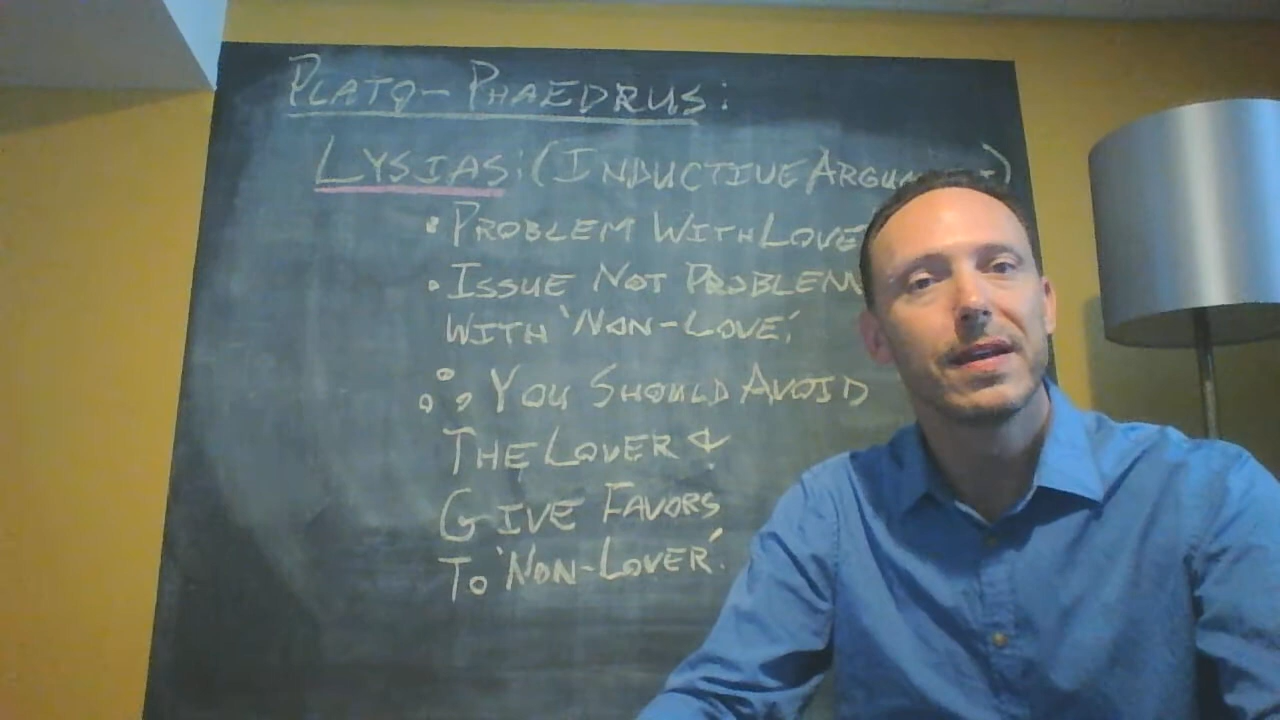 PLATO - PHAEDRUS:
LYSIAS: (INDUCTIVE
• PROBLEM WITH LOVE
• ISSUE NOT PROBLEM
WITH 'NON-LOVE.'
∴ YOU SHOULD AVOID
THE LOVER &
GIVE FAVORS
TO 'NON-LOVER'.